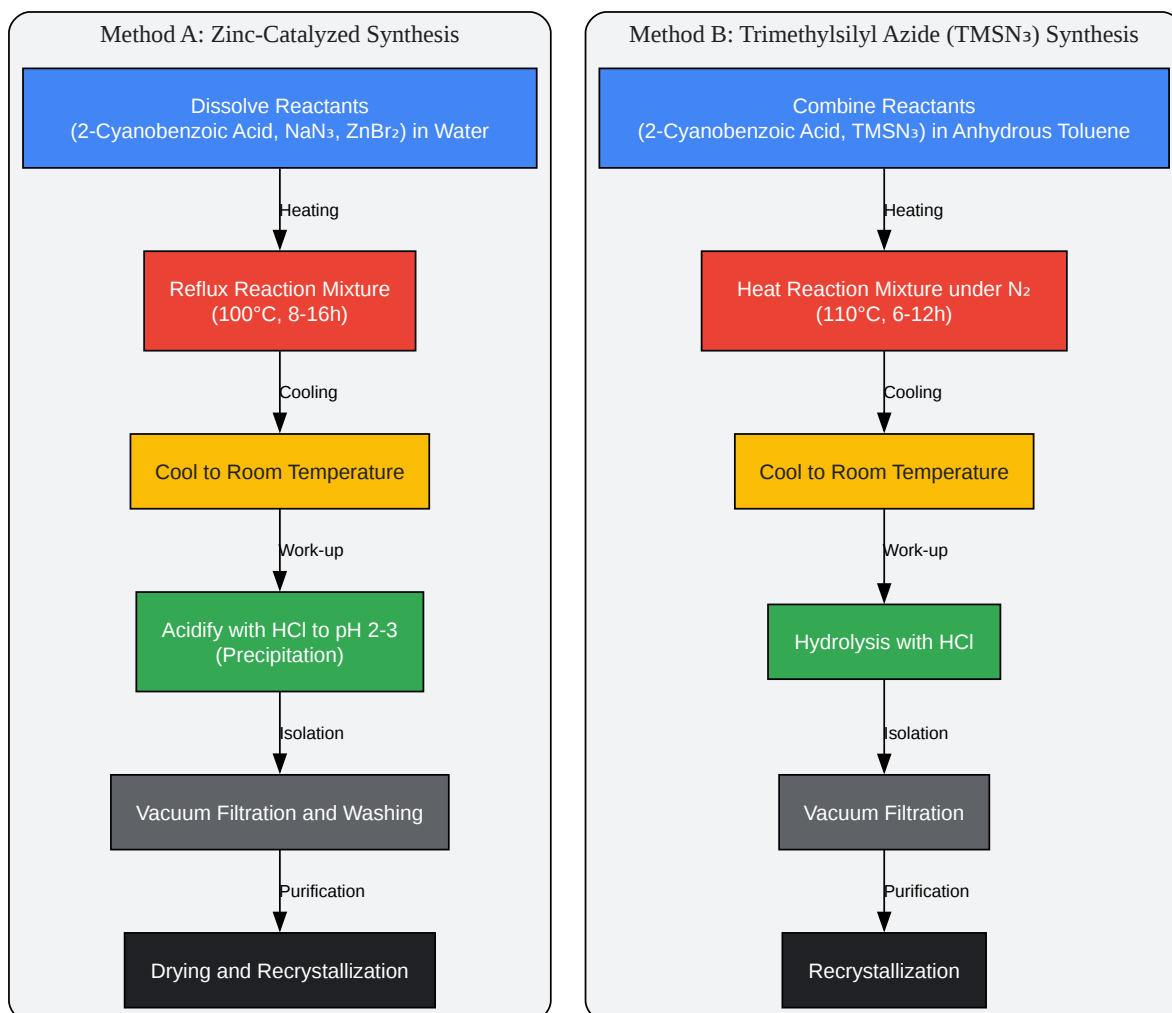 Method A: Zinc-Catalyzed Synthesis
Dissolve Reactants
(2-Cyanobenzoic Acid, NaN₃, ZnBr₂) in Water
Heating
Reflux Reaction Mixture
(100°C, 8-16h)
Cooling
Cool to Room Temperature
Work-up
Acidify with HCl to pH 2-3
(Precipitation)
Isolation
Vacuum Filtration and Washing
Purification
Drying and Recrystallization
Method B: Trimethylsilyl Azide (TMSN₃) Synthesis
Combine Reactants
(2-Cyanobenzoic Acid, TMSN₃) in Anhydrous Toluene
Heating
Heat Reaction Mixture under N₂
(110°C, 6-12h)
Cooling
Cool to Room Temperature
Work-up
Hydrolysis with HCl
Isolation
Vacuum Filtration
Purification
Recrystallization